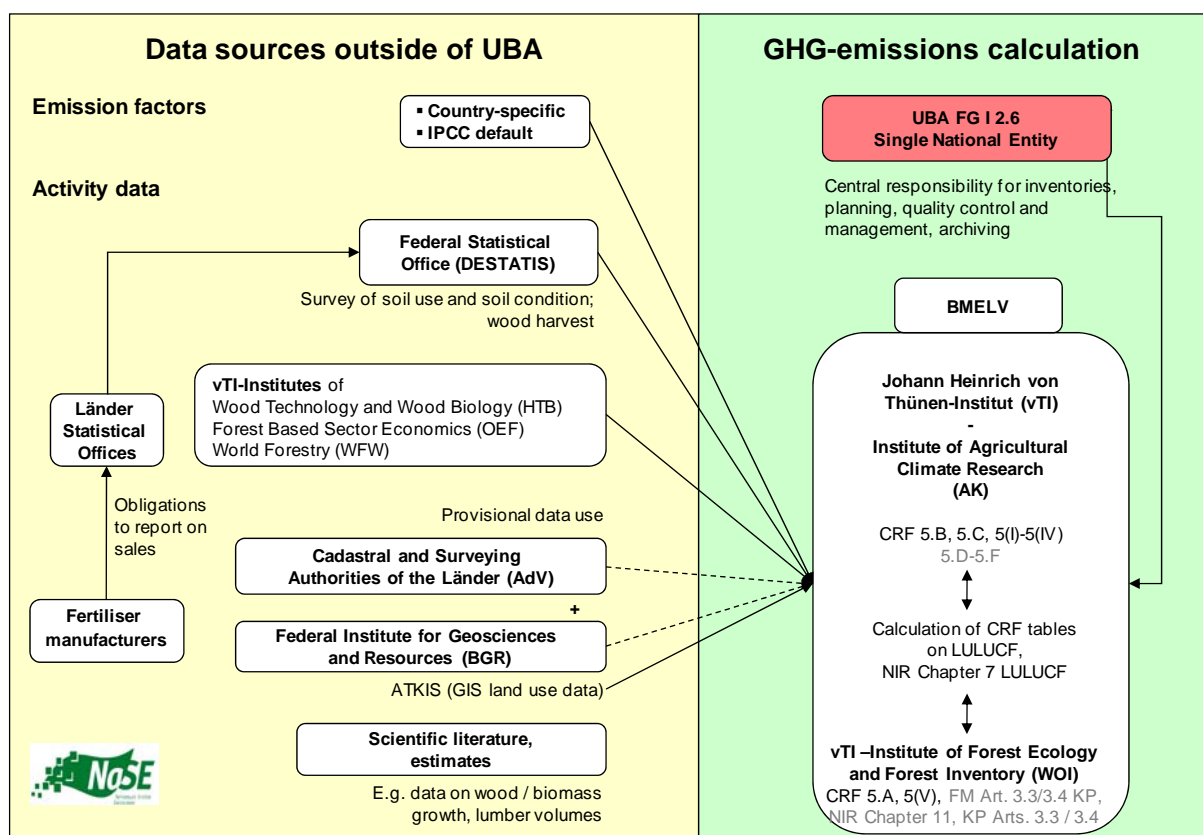 Data sources outside of UBA
Emission factors
▪ Country-specific
▪ IPCC default
Activity data
Federal Statistical
Office (DESTATIS)
Survey of soil use and soil condition;
wood harvest
vTI-Institutes of
Wood Technology and Wood Biology (HTB)
Forest Based Sector Economics (OEF)
World Forestry (WFW)
Länder
Statistical
Offices
Obligations
to report on
sales
Fertiliser
manufacturers
Provisional data use
Cadastral and Surveying
Authorities of the Länder (AdV)
+
Federal Institute for Geosciences
and Resources (BGR)
ATKIS (GIS land use data)
Scientific literature,
estimates
E.g. data on wood / biomass
growth, lumber volumes
NaSE
GHG-emissions calculation
UBA FG I 2.6
Single National Entity
Central responsibility for inventories,
planning, quality control and
management, archiving
BMELV
Johann Heinrich von
Thünen-Institut (vTI)
-
Institute of Agricultural
Climate Research
(AK)
CRF 5.B, 5.C, 5(I)-5(IV)
5.D-5.F
Calculation of CRF tables
on LULUCF,
NIR Chapter 7 LULUCF
vTI –Institute of Forest Ecology
and Forest Inventory (WOI)
CRF 5.A, 5(V), FM Art. 3.3/3.4 KP,
NIR Chapter 11, KP Arts. 3.3 / 3.4